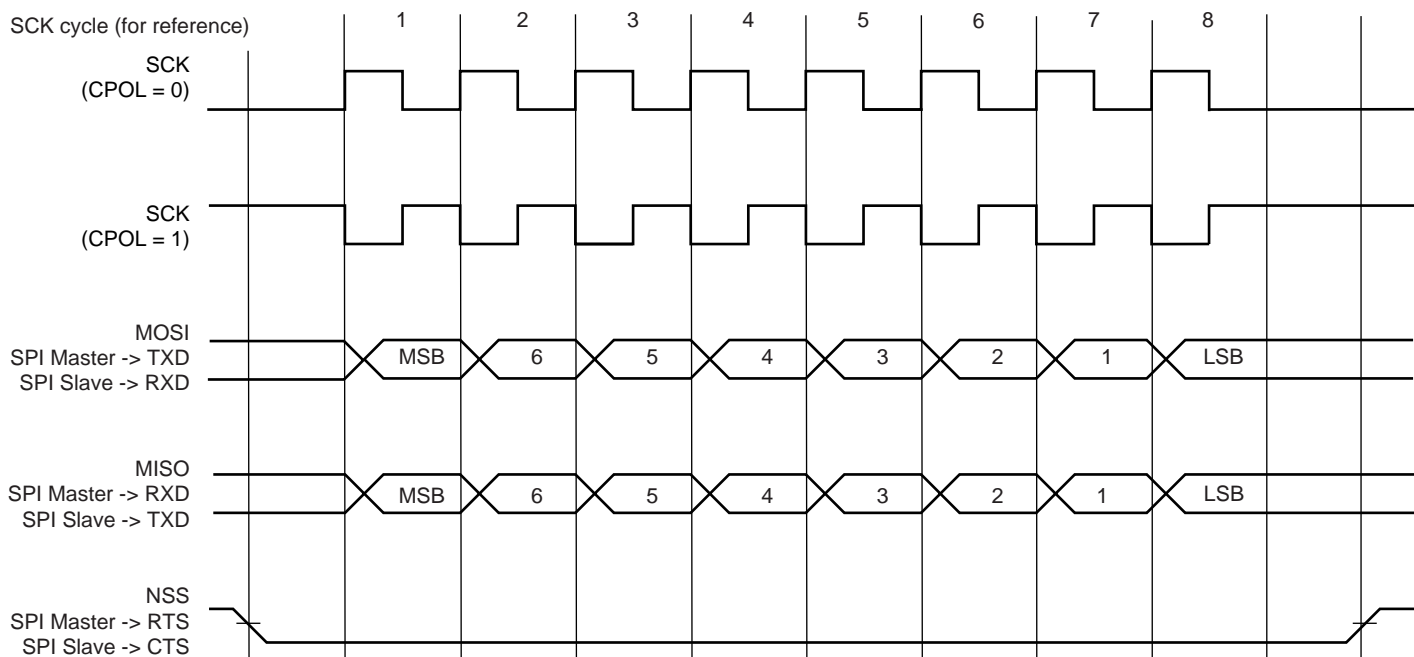 SCK cycle (for reference)
1 2 3 4 5 6 7 8
SCK
(CPOL = 0)
SCK
(CPOL = 1)
MOSI
SPI Master -> TXD
SPI Slave -> RXD
MSB 6 5 4 3 2 1 LSB
MISO
SPI Master -> RXD
SPI Slave -> TXD
MSB 6 5 4 3 2 1 LSB
NSS
SPI Master -> RTS
SPI Slave -> CTS